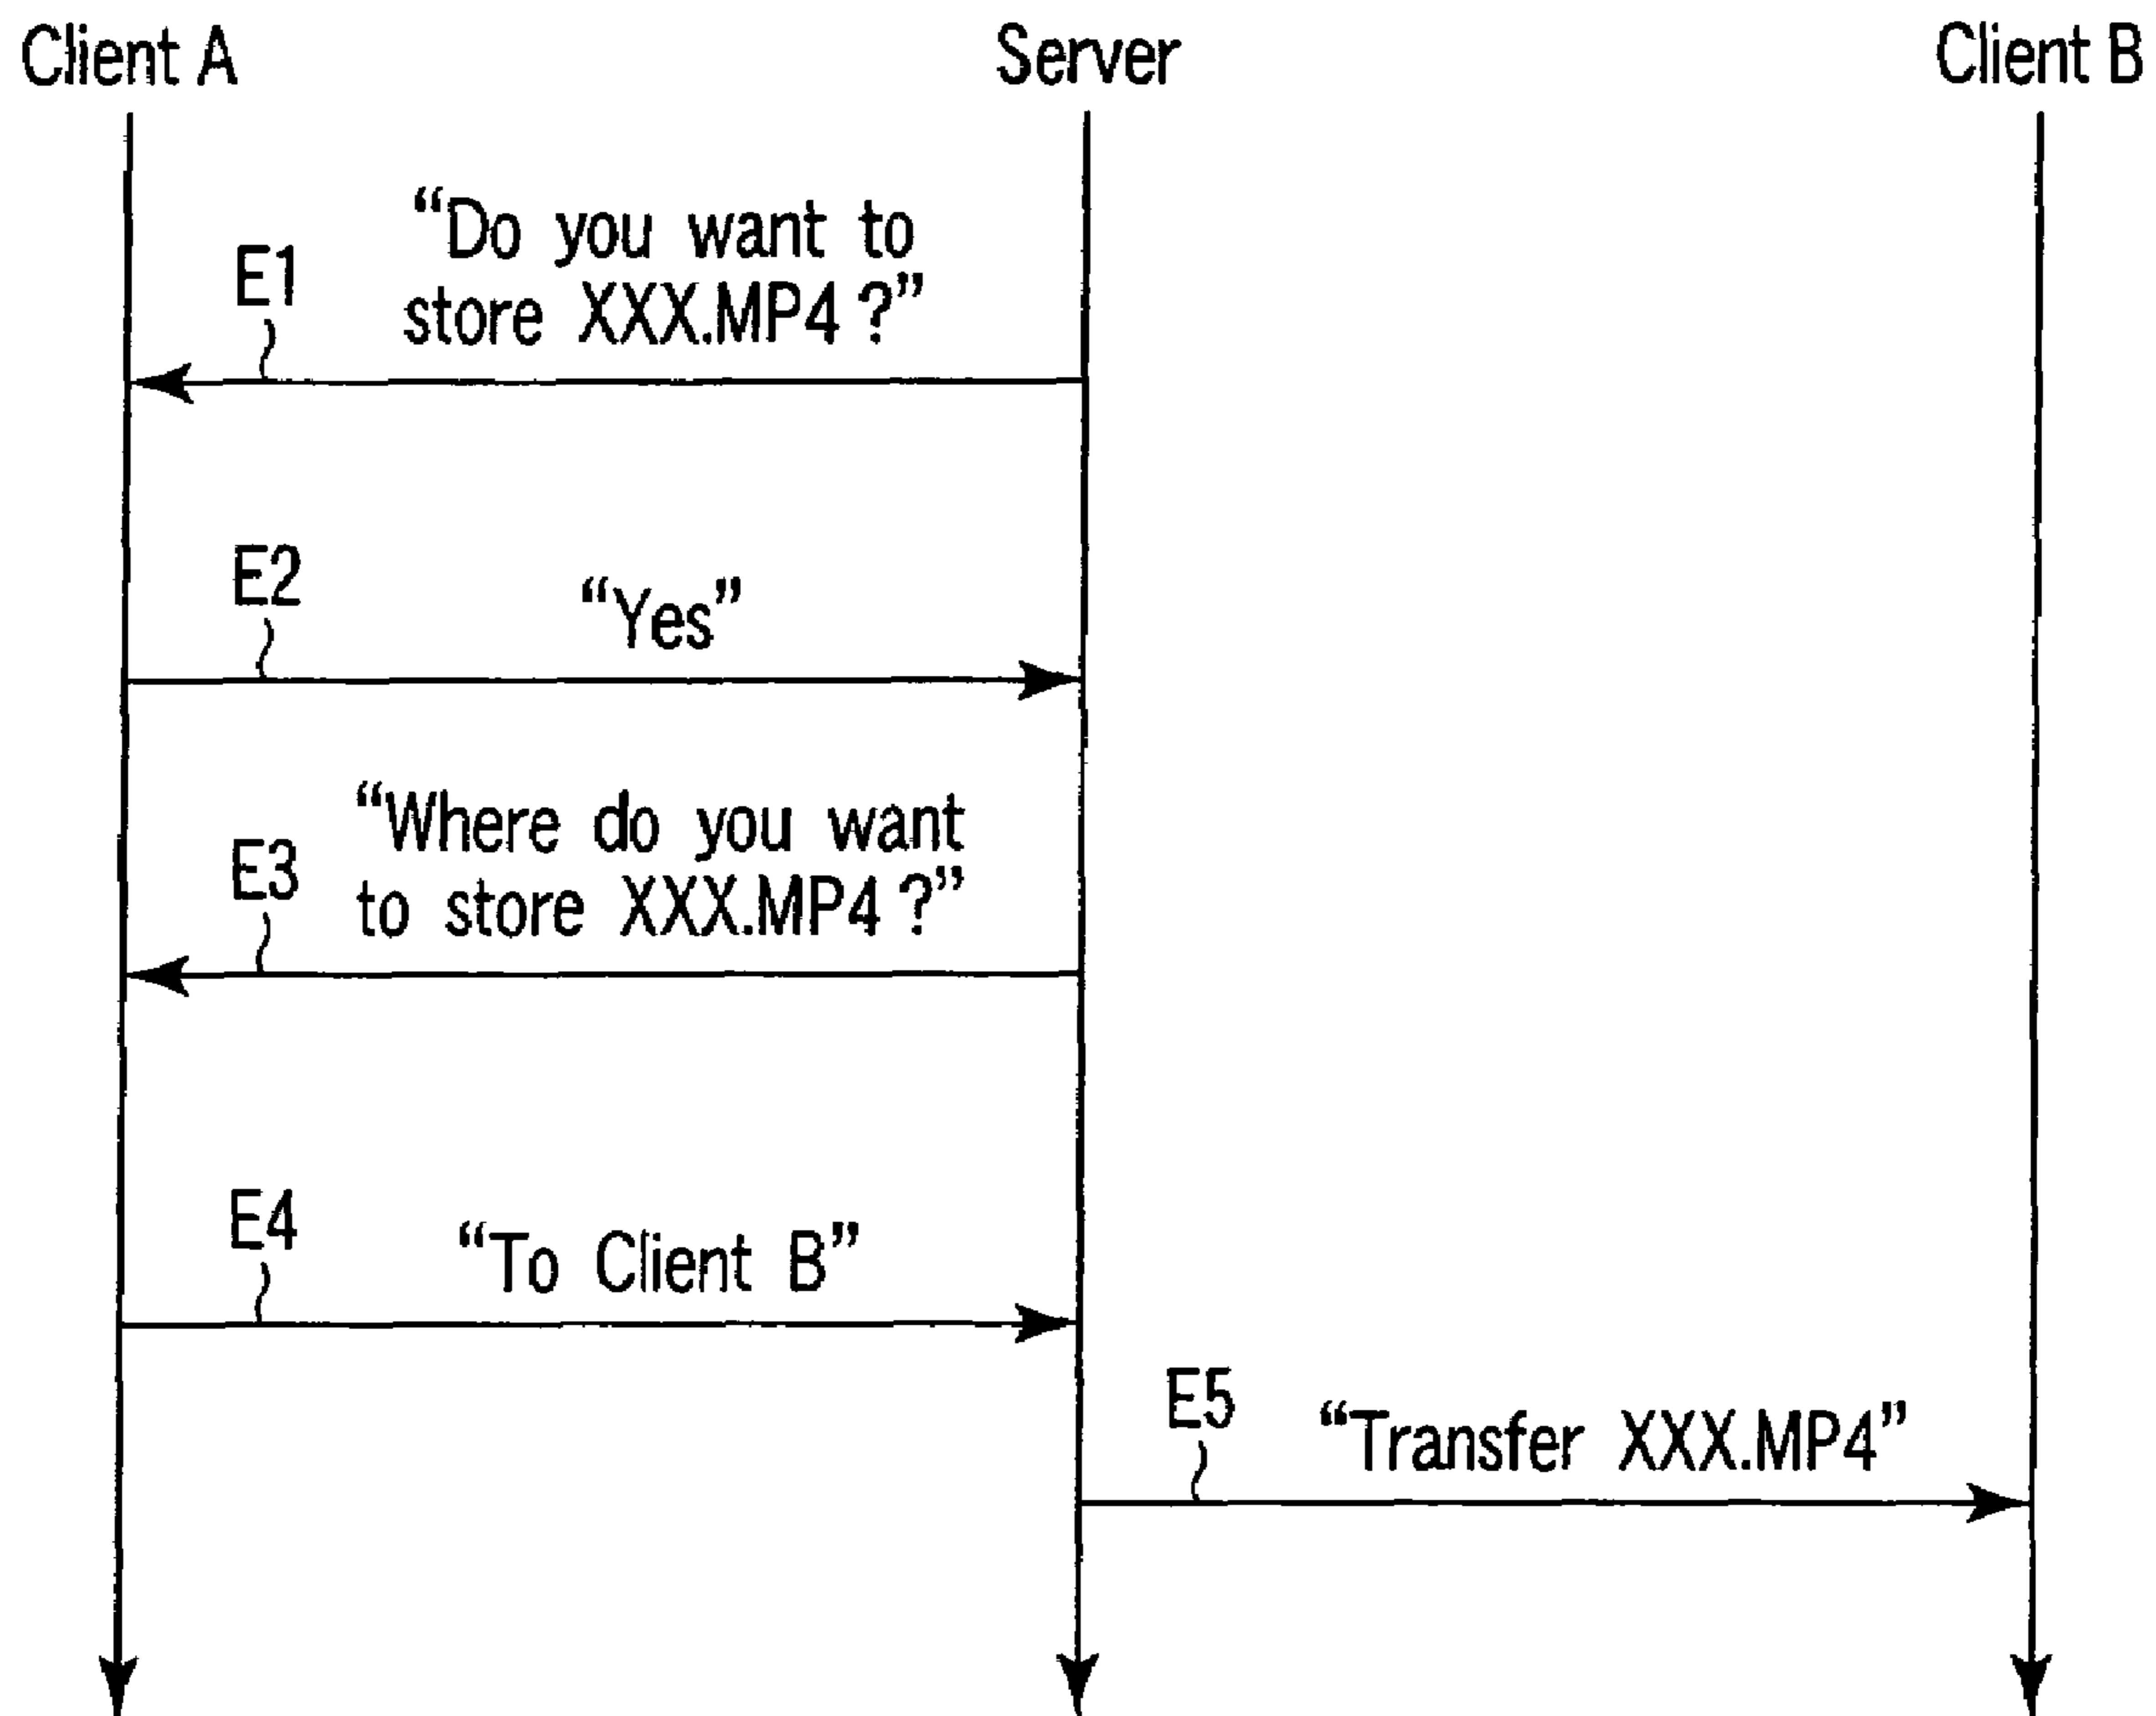 Client A
Server
Client B
“Do you want to
store XXX.MP4 ?”
E1
E2
“Yes”
“Where do you want
to store XXX.MP4 ?”
E3
E4
“To Client B”
E5
“Transfer XXX.MP4”